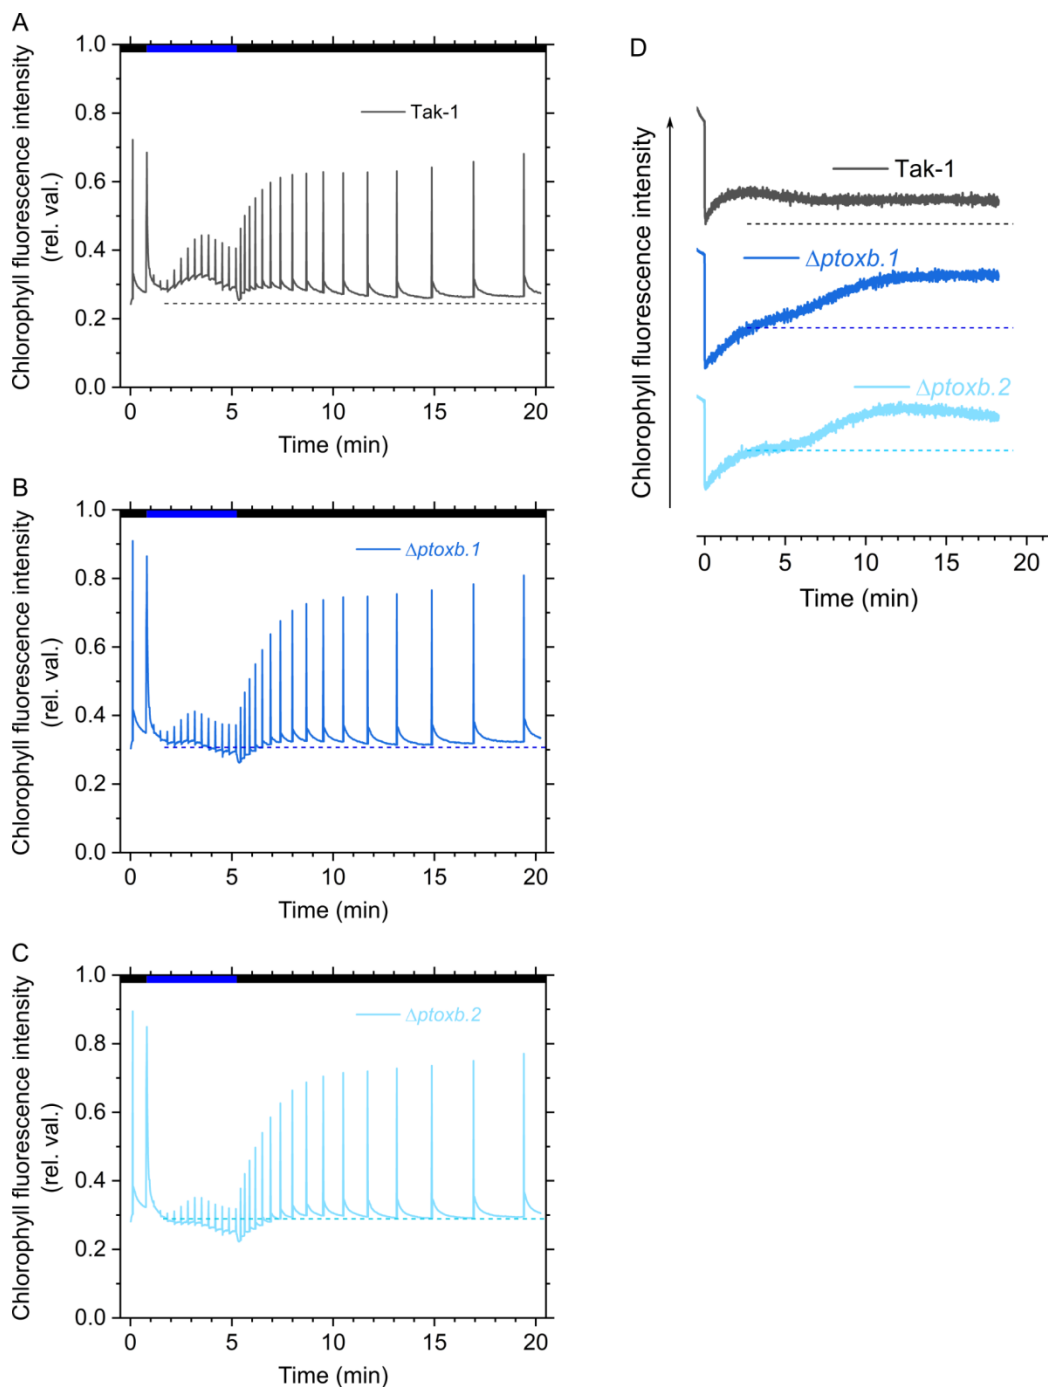 A
Chlorophyll fluorescence intensity
(rel. val.)
1.0
0.8
0.6
0.4
0.2
0.0
Tak-1
0 5 10 15 20
Time (min)
B
Chlorophyll fluorescence intensity
(rel. val.)
1.0
0.8
0.6
0.4
0.2
0.0
Δptoxb.1
0 5 10 15 20
Time (min)
C
Chlorophyll fluorescence intensity
(rel. val.)
1.0
0.8
0.6
0.4
0.2
0.0
Δptoxb.2
0 5 10 15 20
Time (min)
D
Chlorophyll fluorescence intensity
Tak-1
Δptoxb.1
Δptoxb.2
0 5 10 15 20
Time (min)